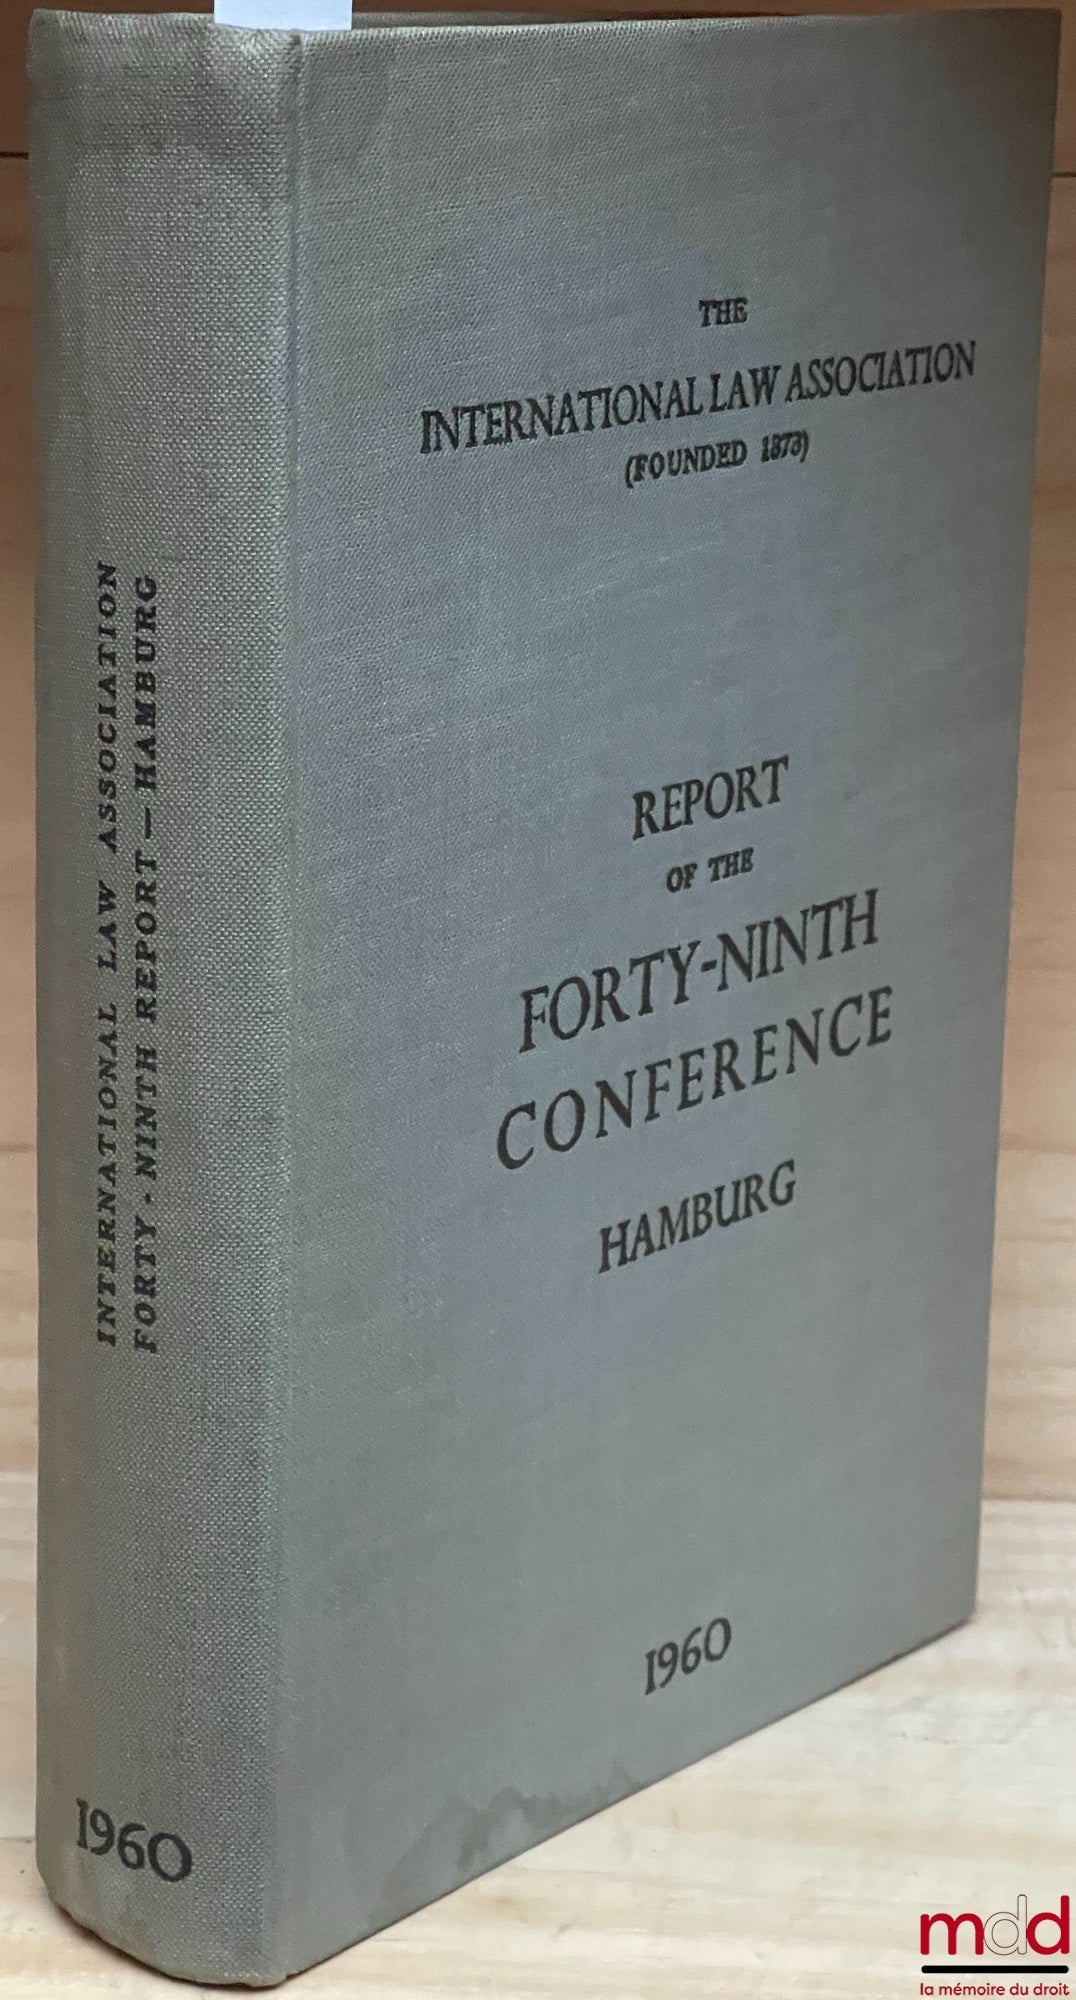 INTERNATIONAL LAW ASSOCIATION
FORTY-NINTH REPORT — HAMBURG
1960
THE
INTERNATIONAL LAW ASSOCIATION
(FOUNDED 1873)
REPORT
OF THE
FORTY-NINTH
CONFERENCE
HAMBURG
1960
mdd
la mémoire du droit